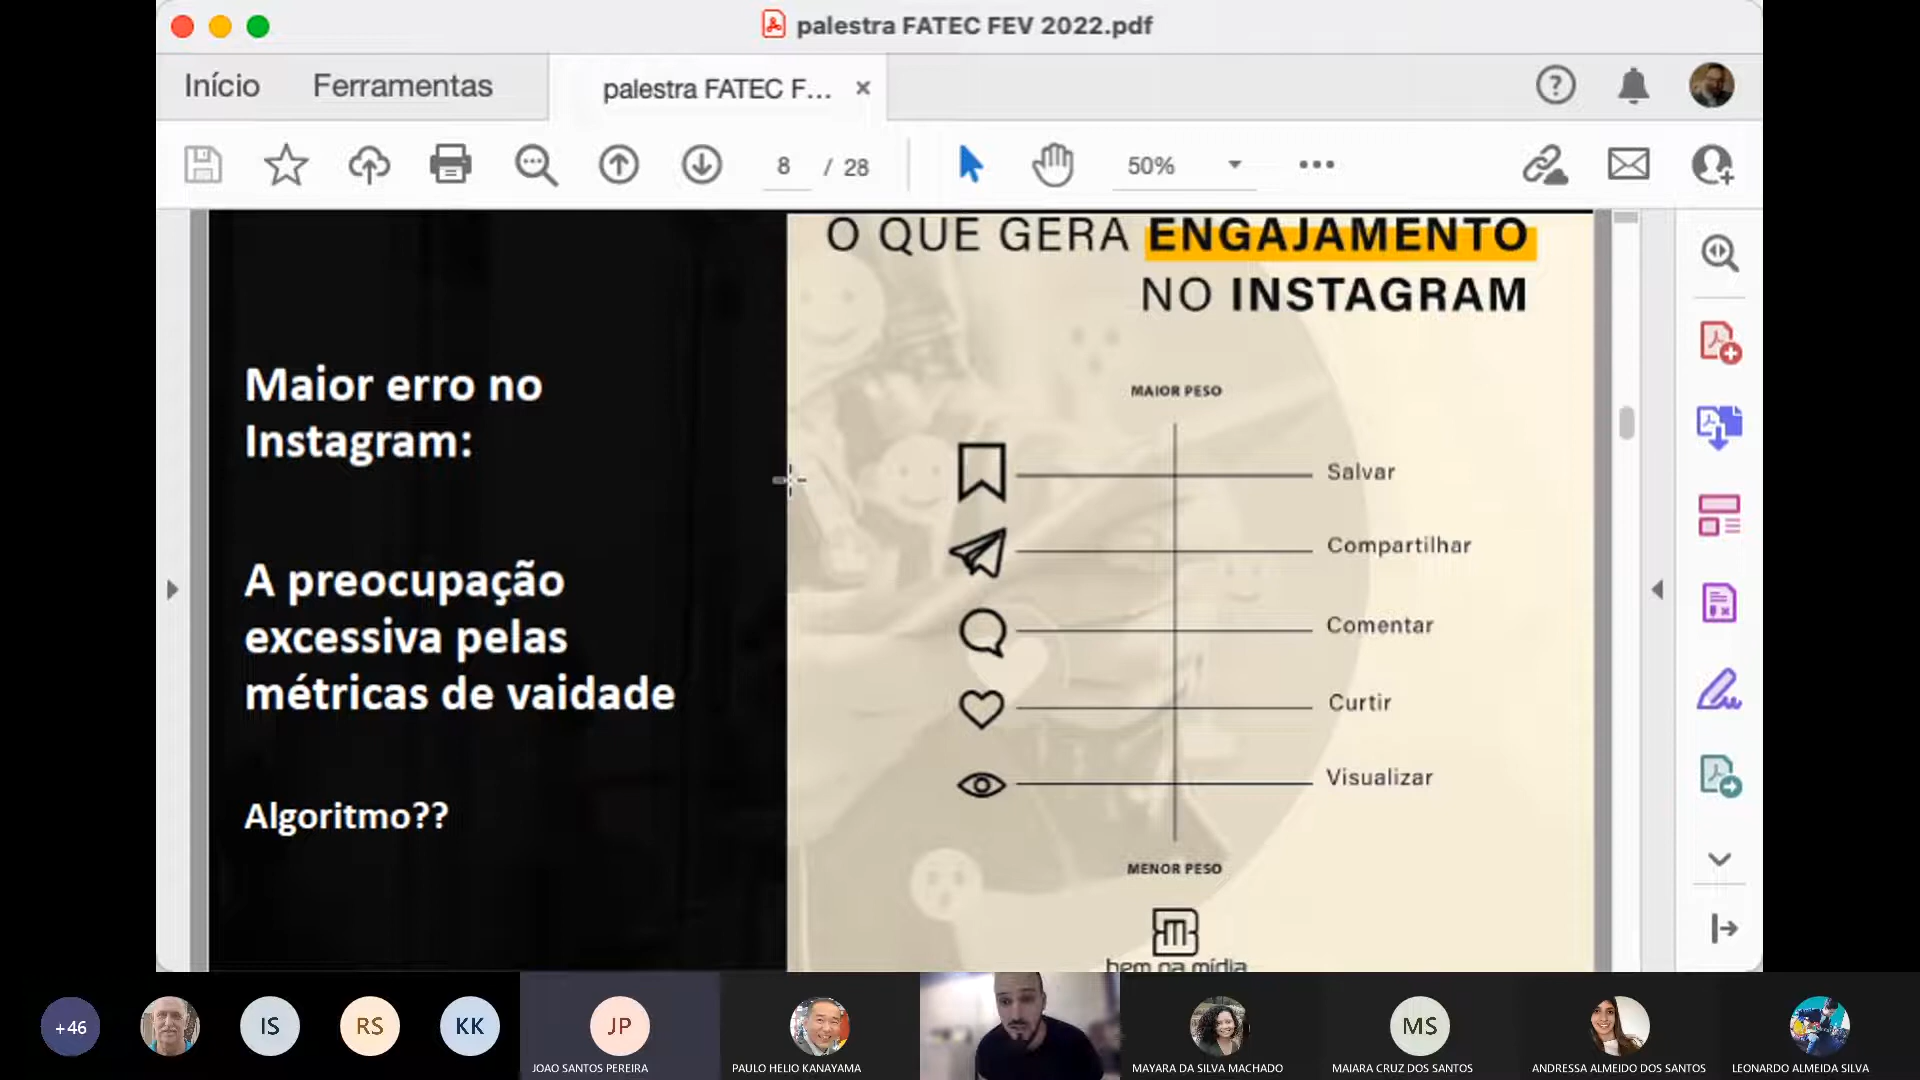 palestra FATEC FEV 2022.pdf
Início
Ferramentas
palestra FATEC F...
8 / 28
50%
Maior erro no
Instagram:
A preocupação
excessiva pelas
métricas de vaidade
Algoritmo??
O QUE GERA ENGAJAMENTO
NO INSTAGRAM
MAIOR PESO
Salvar
Compartilhar
Comentar
Curtir
Visualizar
MENOR PESO
bem na mídia
+46
IS
RS
KK
JP
JOAO SANTOS PEREIRA
PAULO HELIO KANAYAMA
MAYARA DA SILVA MACHADO
MS
MAIARA CRUZ DOS SANTOS
ANDRESSA ALMEIDO DOS SANTOS
LEONARDO ALMEIDA SILVA